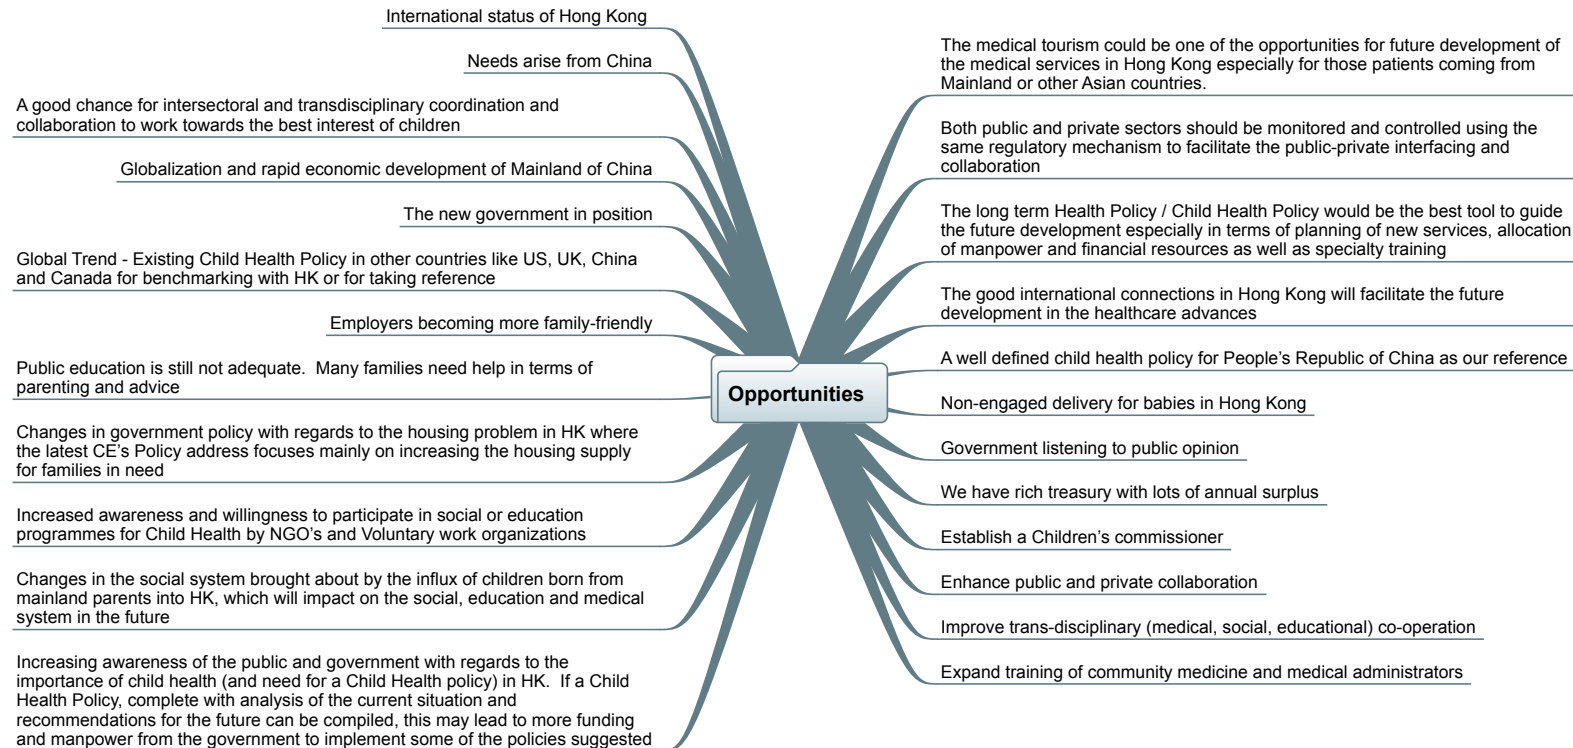 International status of Hong Kong
Needs arise from China
A good chance for intersectoral and transdisciplinary coordination and
collaboration to work towards the best interest of children
Globalization and rapid economic development of Mainland of China
The new government in position
Global Trend - Existing Child Health Policy in other countries like US, UK, China
and Canada for benchmarking with HK or for taking reference
Employers becoming more family-friendly
Public education is still not adequate.  Many families need help in terms of
parenting and advice
Changes in government policy with regards to the housing problem in HK where
the latest CE's Policy address focuses mainly on increasing the housing supply
for families in need
Increased awareness and willingness to participate in social or education
programmes for Child Health by NGO's and Voluntary work organizations
Changes in the social system brought about by the influx of children born from
mainland parents into HK, which will impact on the social, education and medical
system in the future
Increasing awareness of the public and government with regards to the
importance of child health (and need for a Child Health policy) in HK.  If a Child
Health Policy, complete with analysis of the current situation and
recommendations for the future can be compiled, this may lead to more funding
and manpower from the government to implement some of the policies suggested
Opportunities
The medical tourism could be one of the opportunities for future development of
the medical services in Hong Kong especially for those patients coming from
Mainland or other Asian countries.
Both public and private sectors should be monitored and controlled using the
same regulatory mechanism to facilitate the public-private interfacing and
collaboration
The long term Health Policy / Child Health Policy would be the best tool to guide
the future development especially in terms of planning of new services, allocation
of manpower and financial resources as well as specialty training
The good international connections in Hong Kong will facilitate the future
development in the healthcare advances
A well defined child health policy for People's Republic of China as our reference
Non-engaged delivery for babies in Hong Kong
Government listening to public opinion
We have rich treasury with lots of annual surplus
Establish a Children's commissioner
Enhance public and private collaboration
Improve trans-disciplinary (medical, social, educational) co-operation
Expand training of community medicine and medical administrators